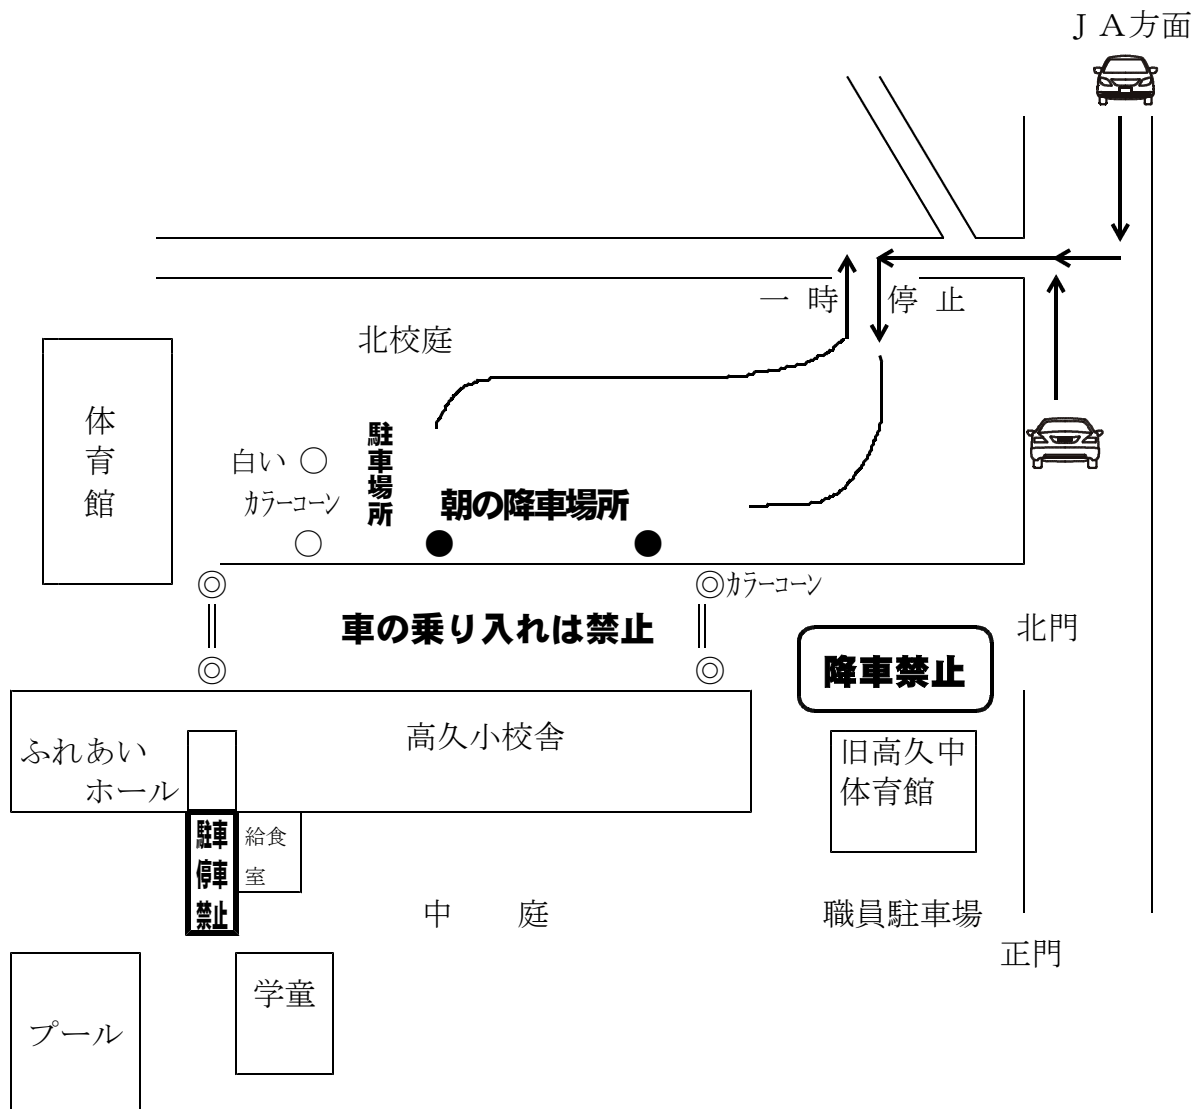 ＪＡ方面
一時 停止
北校庭
体育館
駐車場所
白い
カラーコーン
朝の降車場所
カラーコーン
車の乗り入れは禁止
北門
降車禁止
高久小校舎
ふれあい
ホール
旧高久中
体育館
駐車
停車
禁止
給食
室
中 庭
職員駐車場
正門
学童
プール